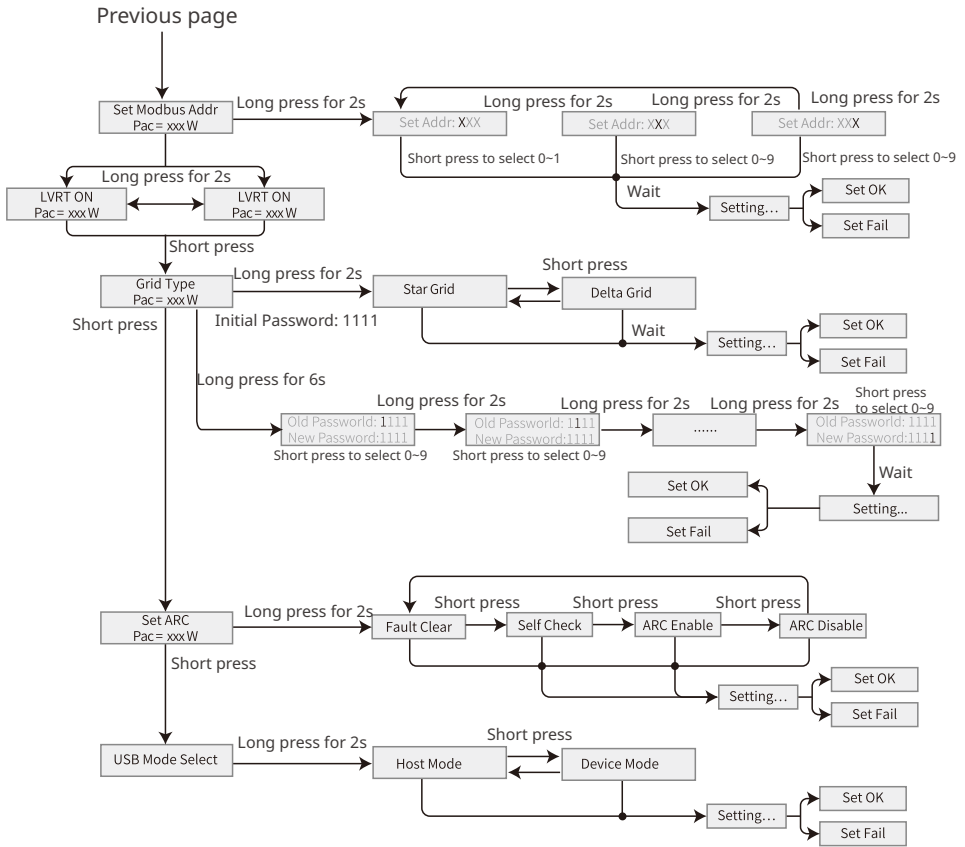 Previous page
Set Modbus Addr
Pac= xxx W
Long press for 2s
Set Addr: XXX
Long press for 2s
Set Addr: XXX
Long press for 2s
Set Addr: XXX
Long press for 2s
Short press to select 0~1
Short press to select 0~9
Short press to select 0~9
Wait
Setting...
Set OK
Set Fail
LVRT ON
Pac= xxx W
Long press for 2s
LVRT ON
Pac= xxx W
Short press
Grid Type
Pac= xxx W
Long press for 2s
Initial Password: 1111
Star Grid
Short press
Delta Grid
Wait
Setting...
Set OK
Set Fail
Short press
Long press for 6s
Old Passworld: 1111
New Password:1111
Short press to select 0~9
Long press for 2s
Old Passworld: 1111
New Password:1111
Short press to select 0~9
Long press for 2s
......
Long press for 2s
Short press
to select 0~9
Old Passworld: 1111
New Password:1111
Wait
Setting...
Set OK
Set Fail
Set ARC
Pac= xxx W
Long press for 2s
Fault Clear
Short press
Self Check
Short press
ARC Enable
Short press
ARC Disable
Setting...
Set OK
Set Fail
Short press
USB Mode Select
Long press for 2s
Host Mode
Short press
Device Mode
Setting...
Set OK
Set Fail